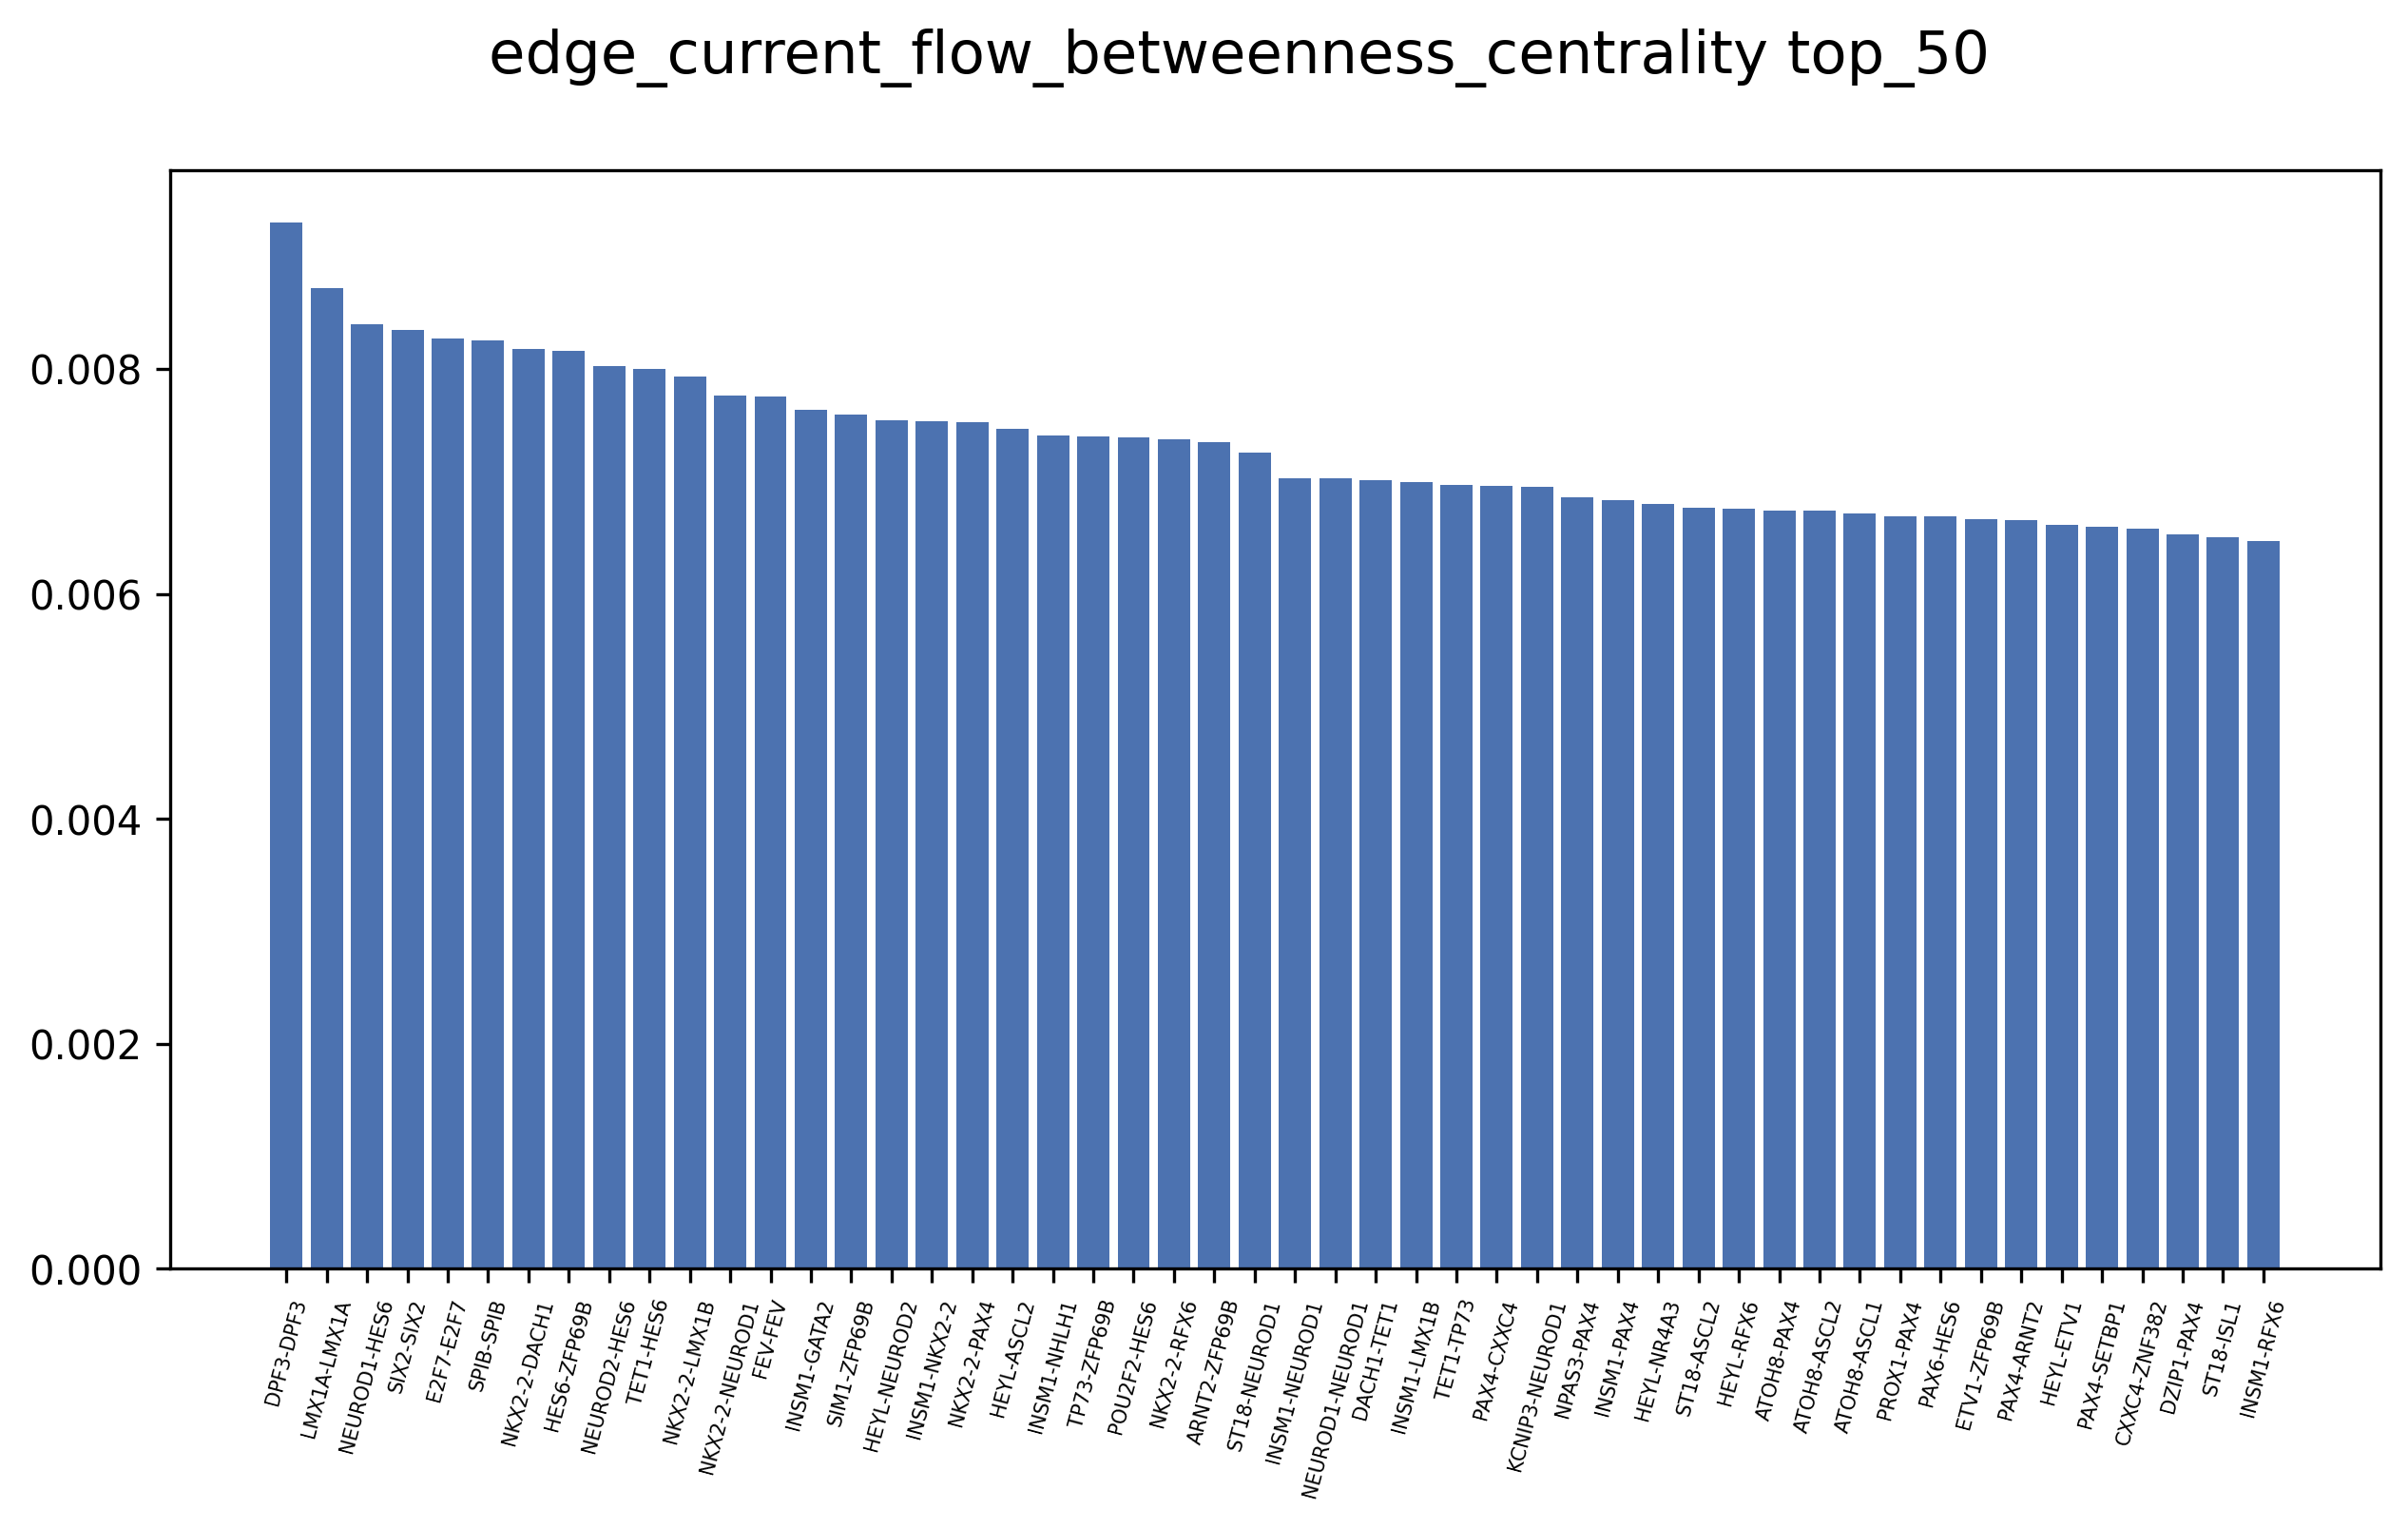 edge_current_flow_betweenness_centrality top_50
0.008
0.006
0.004
0.002
0.000
DPF3-DPF3
LMX1A-LMX1A
NEUROD1-HES6
SIX2-SIX2
E2F7-E2F7
SPIB-SPIB
NKX2-2-DACH1
HES6-ZFP69B
NEUROD2-HES6
TET1-HES6
NKX2-2-LMX1B
NKX2-2-NEUROD1
FEV-FEV
INSM1-GATA2
SIM1-ZFP69B
HEYL-NEUROD2
INSM1-NKX2-2
NKX2-2-PAX4
HEYL-ASCL2
INSM1-NHLH1
TP73-ZFP69B
POU2F2-HES6
NKX2-2-RFX6
ARNT2-ZFP69B
ST18-NEUROD1
INSM1-NEUROD1
NEUROD1-NEUROD1
DACH1-TET1
INSM1-LMX1B
TET1-TP73
PAX4-CXXC4
KCNIP3-NEUROD1
NPAS3-PAX4
INSM1-PAX4
HEYL-NR4A3
ST18-ASCL2
HEYL-RFX6
ATOH8-PAX4
ATOH8-ASCL2
ATOH8-ASCL1
PROX1-PAX4
PAX6-HES6
ETV1-ZFP69B
PAX4-ARNT2
HEYL-ETV1
PAX4-SETBP1
CXXC4-ZNF382
DZIP1-PAX4
ST18-ISL1
INSM1-RFX6